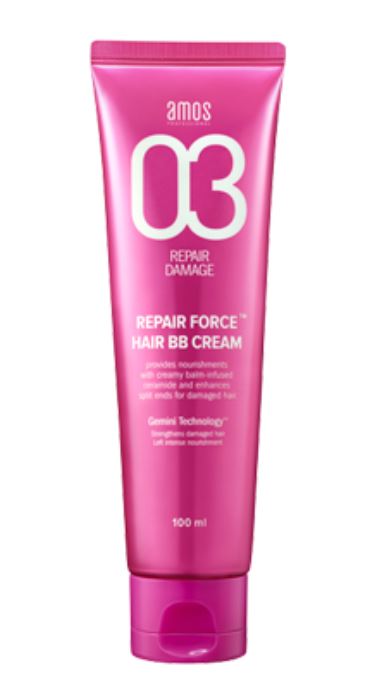 amos
PROFESSIONAL
03
REPAIR
DAMAGE
REPAIR FORCE™
HAIR BB CREAM
provides nourishments
with creamy balm-infused
ceramide and enhances
split ends for damaged hair
Gemini Technology™
Strengthens damaged hair
Left intense nourishment
100 ml